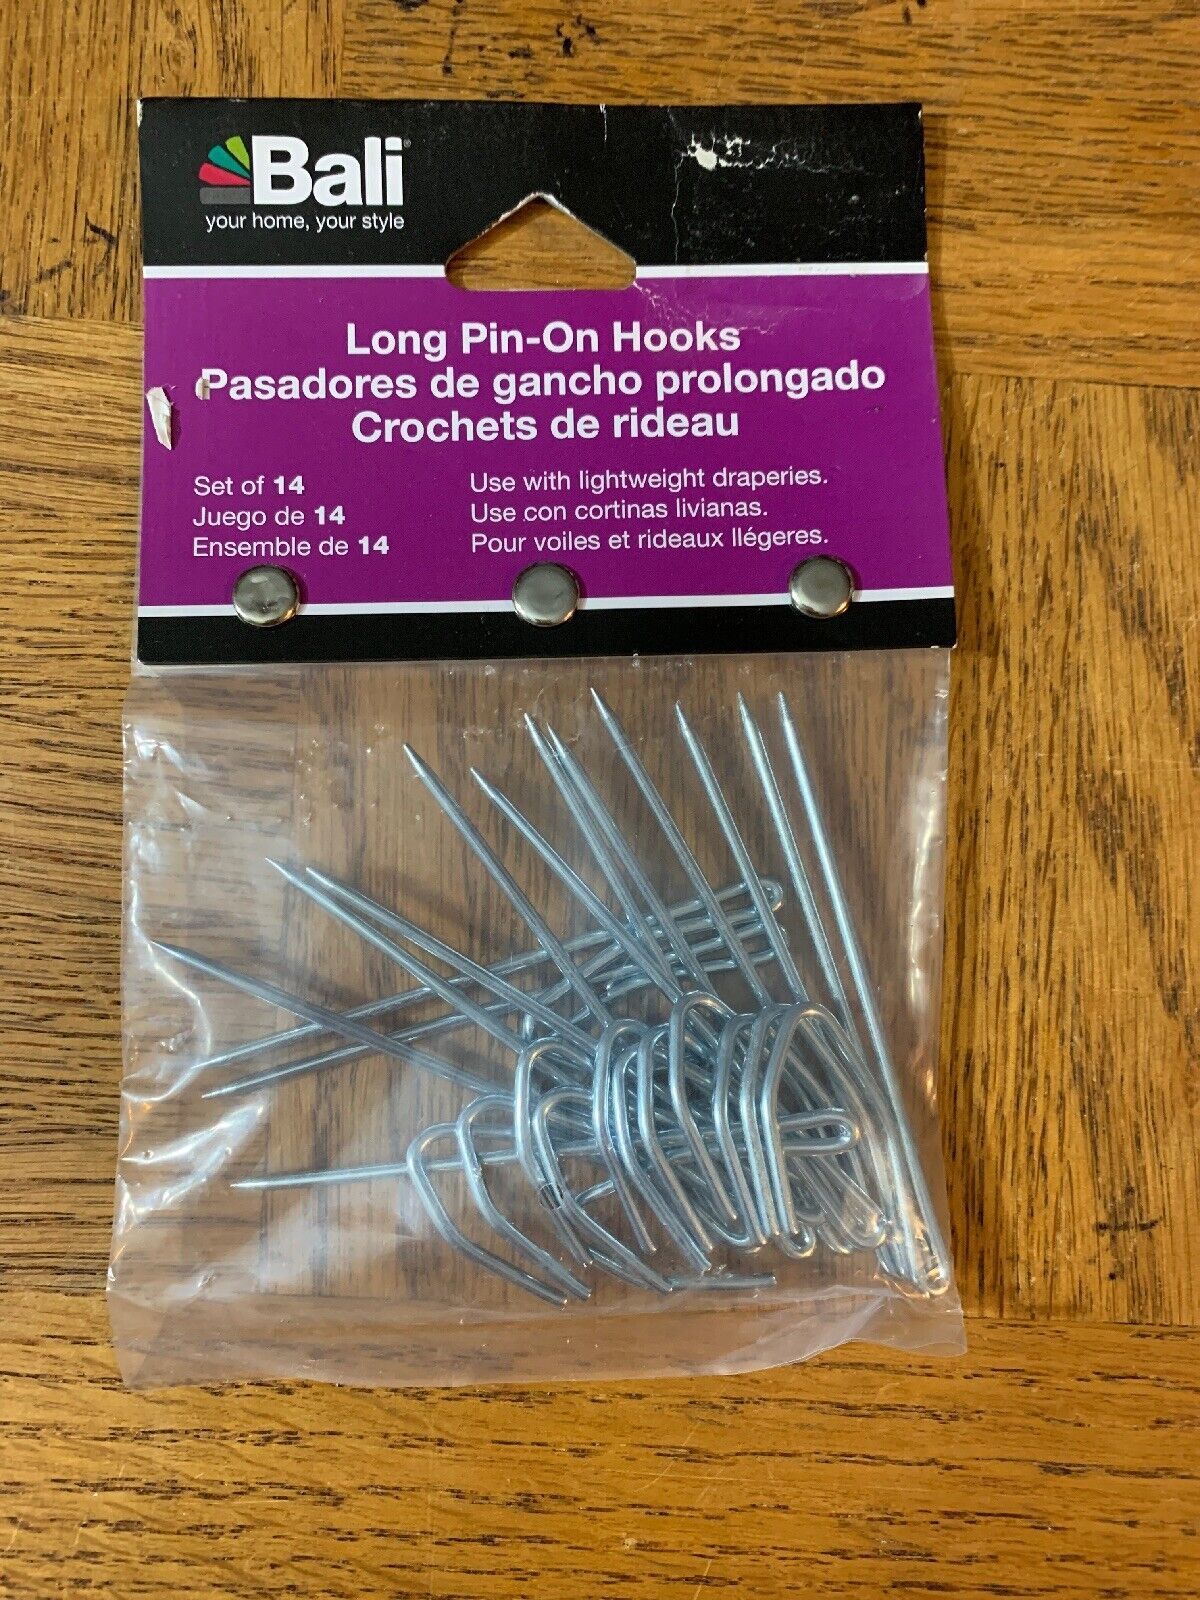 Bali®
your home, your style
Long Pin-On Hooks
Pasadores de gancho prolongado
Crochets de rideau
Set of 14
Juego de 14
Ensemble de 14
Use with lightweight draperies.
Use con cortinas livianas.
Pour voiles et rideaux llégeres.